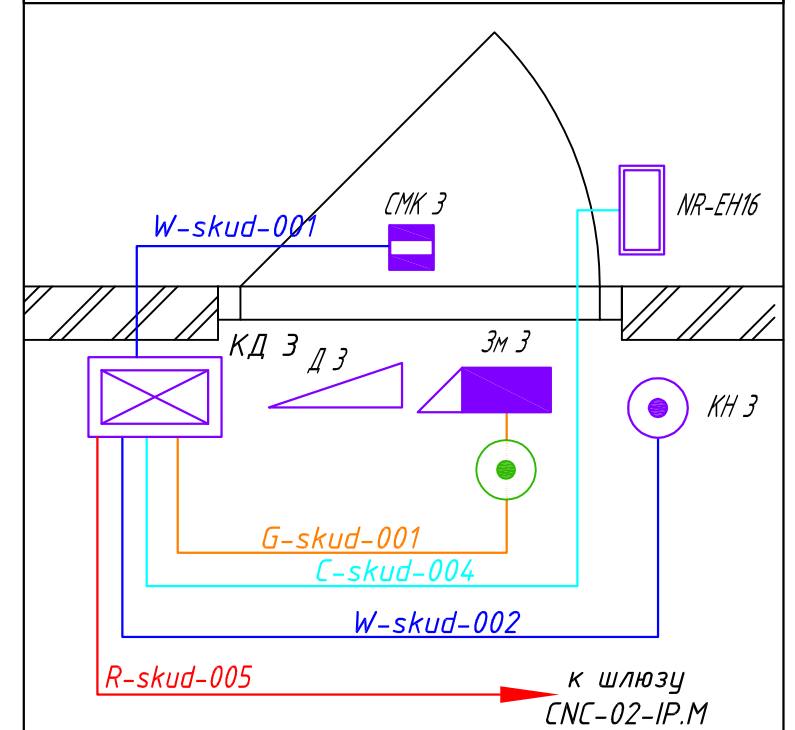 СМК 3
NR-EH16
W-skud-001
КД 3
Д 3
Зм 3
КН 3
G-skud-001
C-skud-004
W-skud-002
R-skud-005
к шлюзу
CNC-02-IP.M